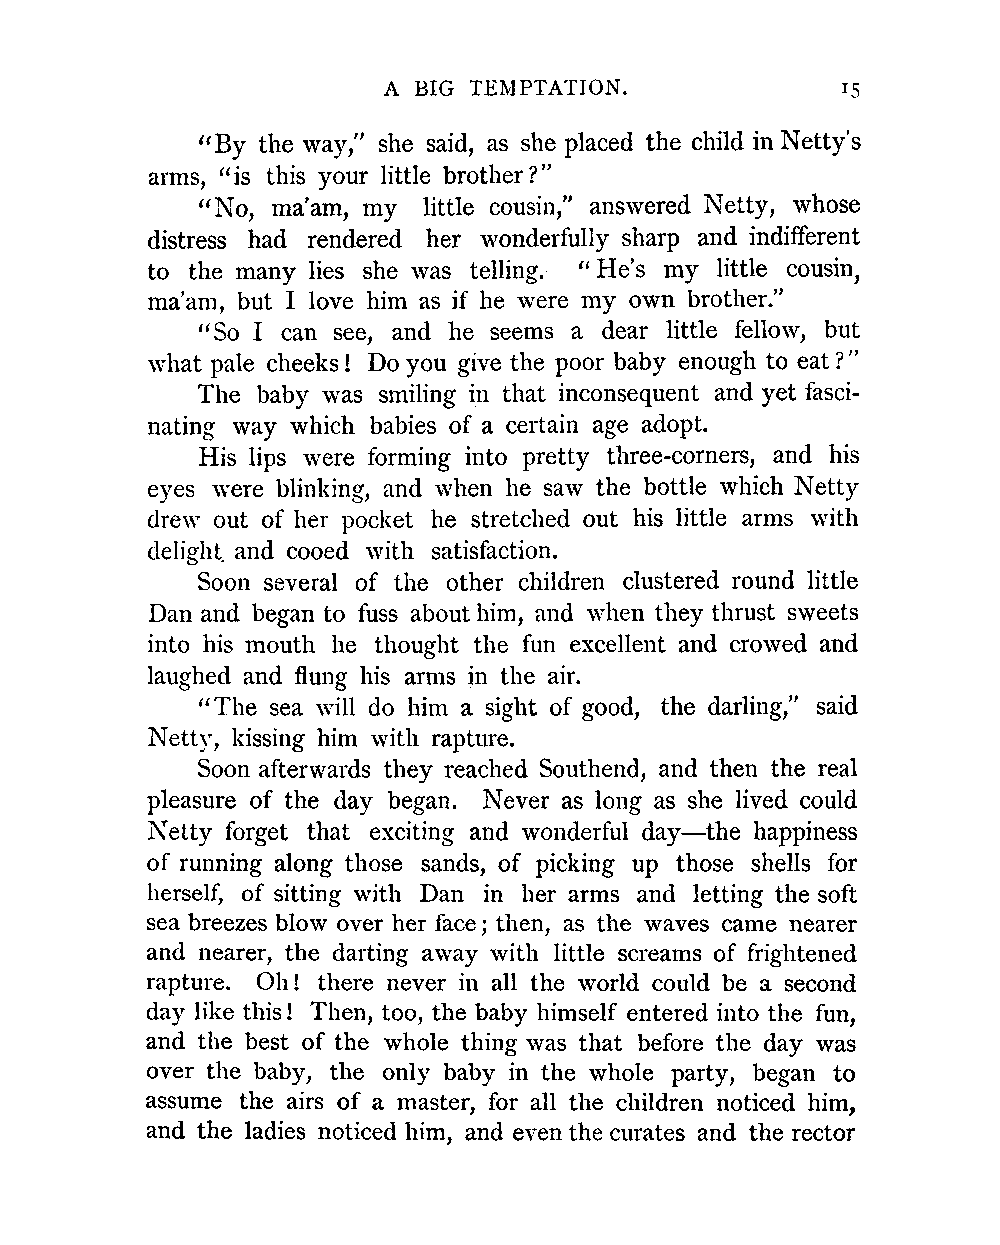 A BIG TEMPTATION. 15
"By the way," she said, as she placed the child in Netty's
arms, "is this your little brother?"
"No, ma'am, my little cousin," answered Netty, whose
distress had rendered her wonderfully sharp and indifferent
to the many lies she was telling. "He's my little cousin,
ma'am, but I love him as if he were my own brother."
"So I can see, and he seems a dear little fellow, but
what pale cheeks! Do you give the poor baby enough to eat?"
The baby was smiling in that inconsequent and yet fasci-
nating way which babies of a certain age adopt.
His lips were forming into pretty three-corners, and his
eyes were blinking, and when he saw the bottle which Netty
drew out of her pocket he stretched out his little arms with
delight and cooed with satisfaction.
Soon several of the other children clustered round little
Dan and began to fuss about him, and when they thrust sweets
into his mouth he thought the fun excellent and crowed and
laughed and flung his arms in the air.
"The sea will do him a sight of good, the darling," said
Netty, kissing him with rapture.
Soon afterwards they reached Southend, and then the real
pleasure of the day began. Never as long as she lived could
Netty forget that exciting and wonderful day—the happiness
of running along those sands, of picking up those shells for
herself, of sitting with Dan in her arms and letting the soft
sea breezes blow over her face; then, as the waves came nearer
and nearer, the darting away with little screams of frightened
rapture. Oh! there never in all the world could be a second
day like this! Then, too, the baby himself entered into the fun,
and the best of the whole thing was that before the day was
over the baby, the only baby in the whole party, began to
assume the airs of a master, for all the children noticed him,
and the ladies noticed him, and even the curates and the rector